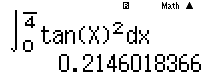 R Math ▲
∫₀^(π/4) tan(X)²dx
0.2146018366